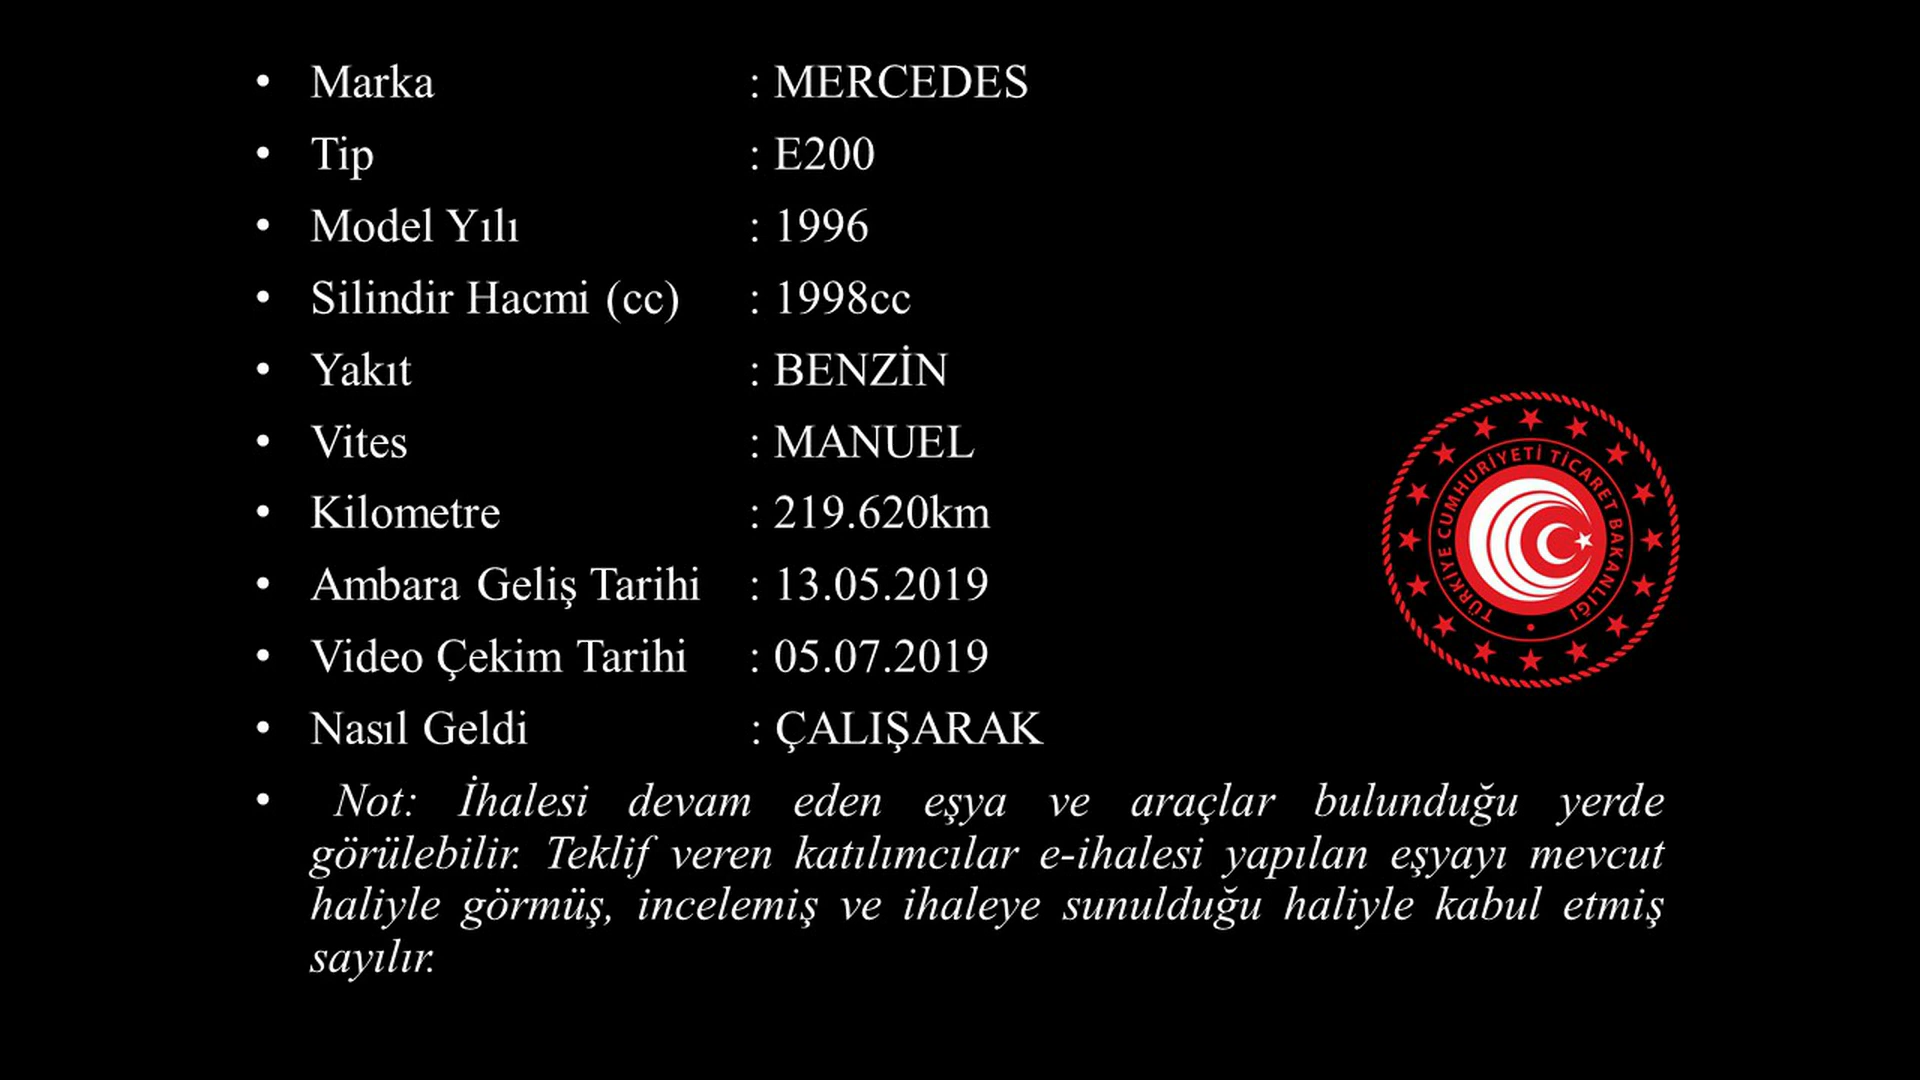 • Marka : MERCEDES
• Tip : E200
• Model Yılı : 1996
• Silindir Hacmi (cc) : 1998cc
• Yakıt : BENZİN
• Vites : MANUEL
• Kilometre : 219.620km
• Ambara Geliş Tarihi : 13.05.2019
• Video Çekim Tarihi : 05.07.2019
• Nasıl Geldi : ÇALIŞARAK
• Not: İhalesi devam eden eşya ve araçlar bulunduğu yerde
görülebilir. Teklif veren katılımcılar e-ihalesi yapılan eşyayı mevcut
haliyle görmüş, incelemiş ve ihaleye sunulduğu haliyle kabul etmiş
sayılır.
TÜRKİYE CUMHURİYETİ TİCARET BAKANLIĞI